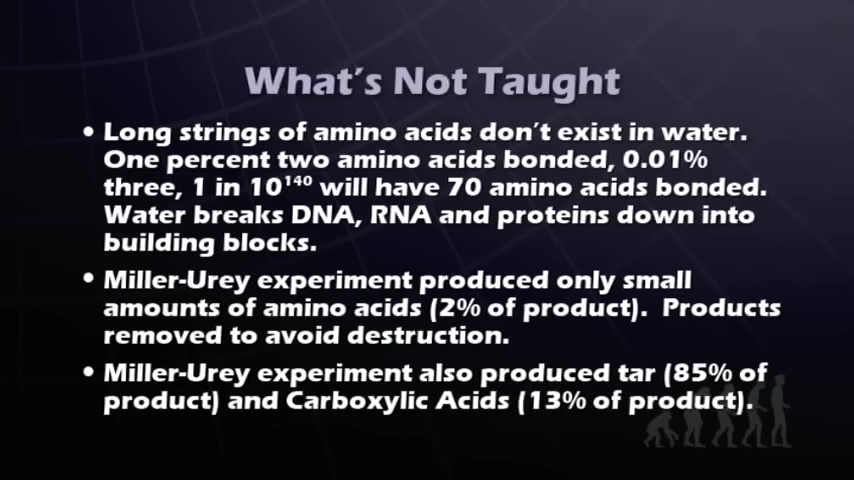 What's Not Taught
• Long strings of amino acids don't exist in water.
One percent two amino acids bonded, 0.01%
three, 1 in 10¹⁴⁰ will have 70 amino acids bonded.
Water breaks DNA, RNA and proteins down into
building blocks.
• Miller-Urey experiment produced only small
amounts of amino acids (2% of product).  Products
removed to avoid destruction.
• Miller-Urey experiment also produced tar (85% of
product) and Carboxylic Acids (13% of product).